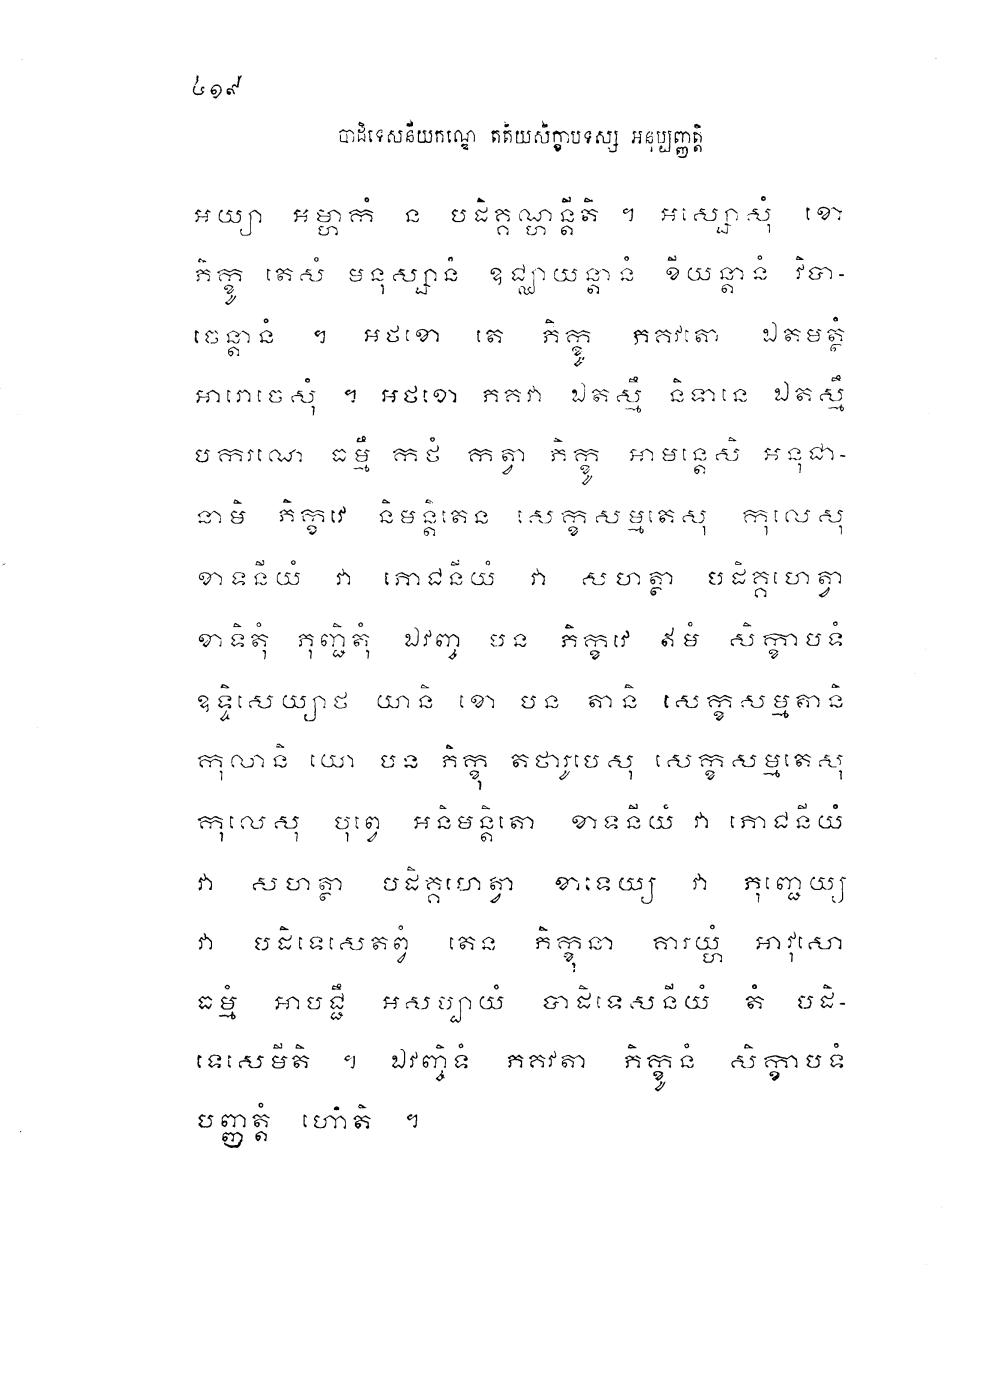 ៤១៩
បាដិទេសនីយកណ្ឌេ តតិយសិក្ខាបទស្ស អនុប្បញ្ញត្តិ
អយ្យា អម្ហាកំ ន បដិគ្គណ្ហន្តីតិ ។ អស្សោសុំ ខោ
ភិក្ខូ តេសំ មនុស្សានំ ឧជ្ឈាយន្តានំ ខីយន្តានំ វិបា-
ចេន្តានំ ។ អថខោ តេ ភិក្ខូ ភគវតោ ឯតមត្ថំ
អារោចេសុំ ។ អថខោ ភគវា ឯតស្មឹ និទានេ ឯតស្មឹ
បករណេ ធម្មឹ កថំ កត្វា ភិក្ខូ អាមន្តេសិ អនុជា-
នាមិ ភិក្ខវេ និមន្តិតេន សេក្ខសម្មតេសុ កុលេសុ
ខាទនីយំ វា ភោជនីយំ វា សហត្ថា បដិគ្គហេត្វា
ខាទិតុំ ភុញ្ជិតុំ ឯវញ្ច បន ភិក្ខវេ ឥមំ សិក្ខាបទំ
ឧទ្ទិសេយ្យាថ យានិ ខោ បន តានិ សេក្ខសម្មតានិ
កុលានិ យោ បន ភិក្ខុ តថារូបេសុ សេក្ខសម្មតេសុ
កុលេសុ បុព្វេ អនិមន្តិតោ ខាទនីយំ វា ភោជនីយំ
វា សហត្ថា បដិគ្គហេត្វា ខាទេយ្យ វា ភុញ្ជេយ្យ
វា បដិទេសេតព្វំ តេន ភិក្ខុនា គារយ្ហំ អាវុសោ
ធម្មំ អាបជ្ជឹ អសប្បាយំ បាដិទេសនីយំ តំ បដិ-
ទេសេមីតិ ។ ឯវញ្ចិទំ ភគវតា ភិក្ខូនំ សិក្ខាបទំ
បញ្ញត្តំ ហោតិ ។